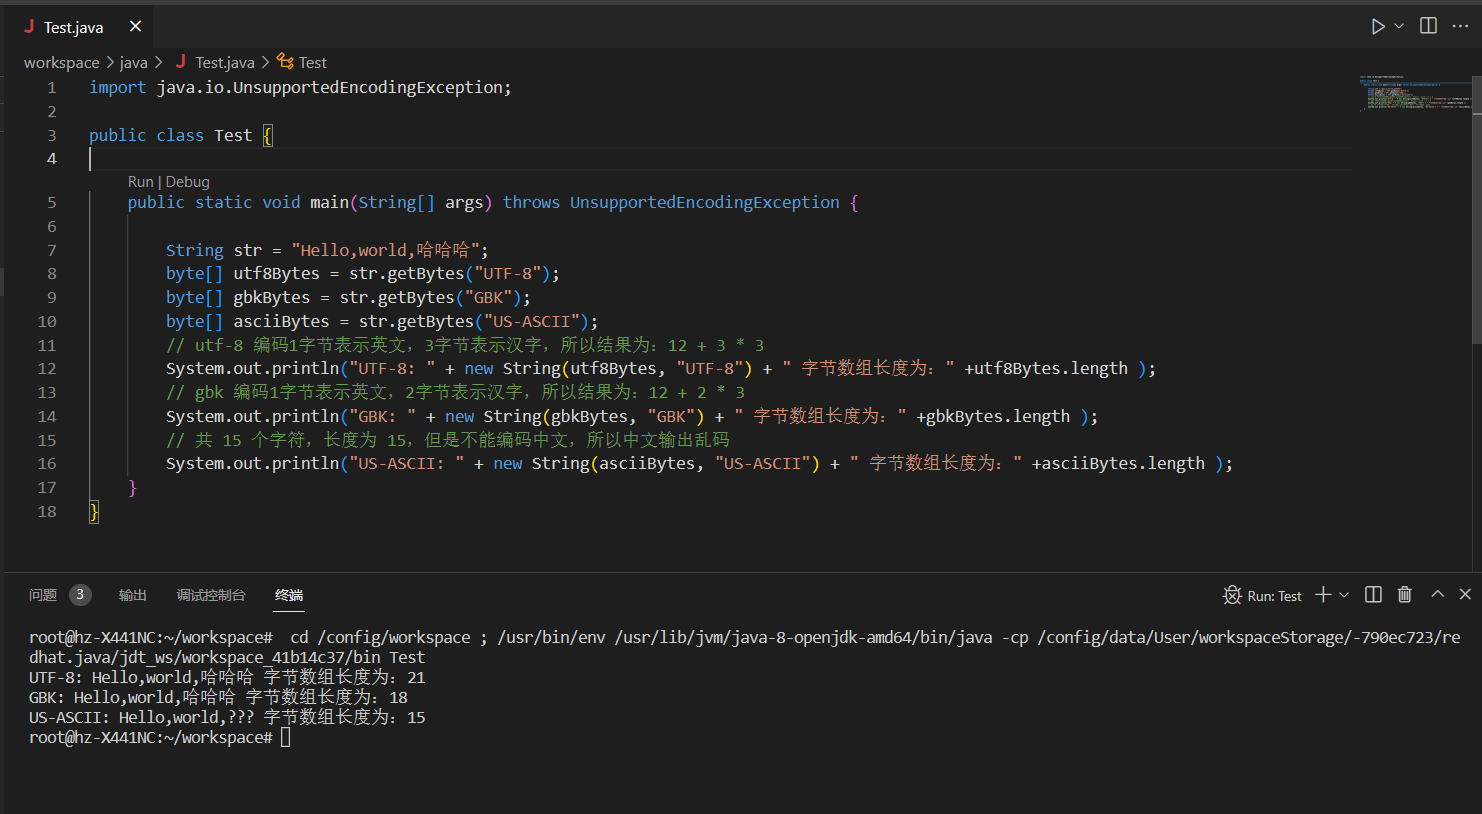 Test.java
workspace > java > Test.java > Test
1 import java.io.UnsupportedEncodingException;
2
3 public class Test {
4
Run | Debug
5 public static void main(String[] args) throws UnsupportedEncodingException {
6
7 String str = "Hello,world,哈哈哈";
8 byte[] utf8Bytes = str.getBytes("UTF-8");
9 byte[] gbkBytes = str.getBytes("GBK");
10 byte[] asciiBytes = str.getBytes("US-ASCII");
11 // utf-8 编码1字节表示英文，3字节表示汉字，所以结果为：12 + 3 * 3
12 System.out.println("UTF-8: " + new String(utf8Bytes, "UTF-8") + " 字节数组长度为：" +utf8Bytes.length );
13 // gbk 编码1字节表示英文，2字节表示汉字，所以结果为：12 + 2 * 3
14 System.out.println("GBK: " + new String(gbkBytes, "GBK") + " 字节数组长度为：" +gbkBytes.length );
15 // 共 15 个字符，长度为 15，但是不能编码中文，所以中文输出乱码
16 System.out.println("US-ASCII: " + new String(asciiBytes, "US-ASCII") + " 字节数组长度为：" +asciiBytes.length );
17 }
18 }
问题 3 输出 调试控制台 终端 Run: Test
root@hz-X441NC:~/workspace#  cd /config/workspace ; /usr/bin/env /usr/lib/jvm/java-8-openjdk-amd64/bin/java -cp /config/data/User/workspaceStorage/-790ec723/re
dhat.java/jdt_ws/workspace_41b14c37/bin Test
UTF-8: Hello,world,哈哈哈 字节数组长度为：21
GBK: Hello,world,哈哈哈 字节数组长度为：18
US-ASCII: Hello,world,??? 字节数组长度为：15
root@hz-X441NC:~/workspace#